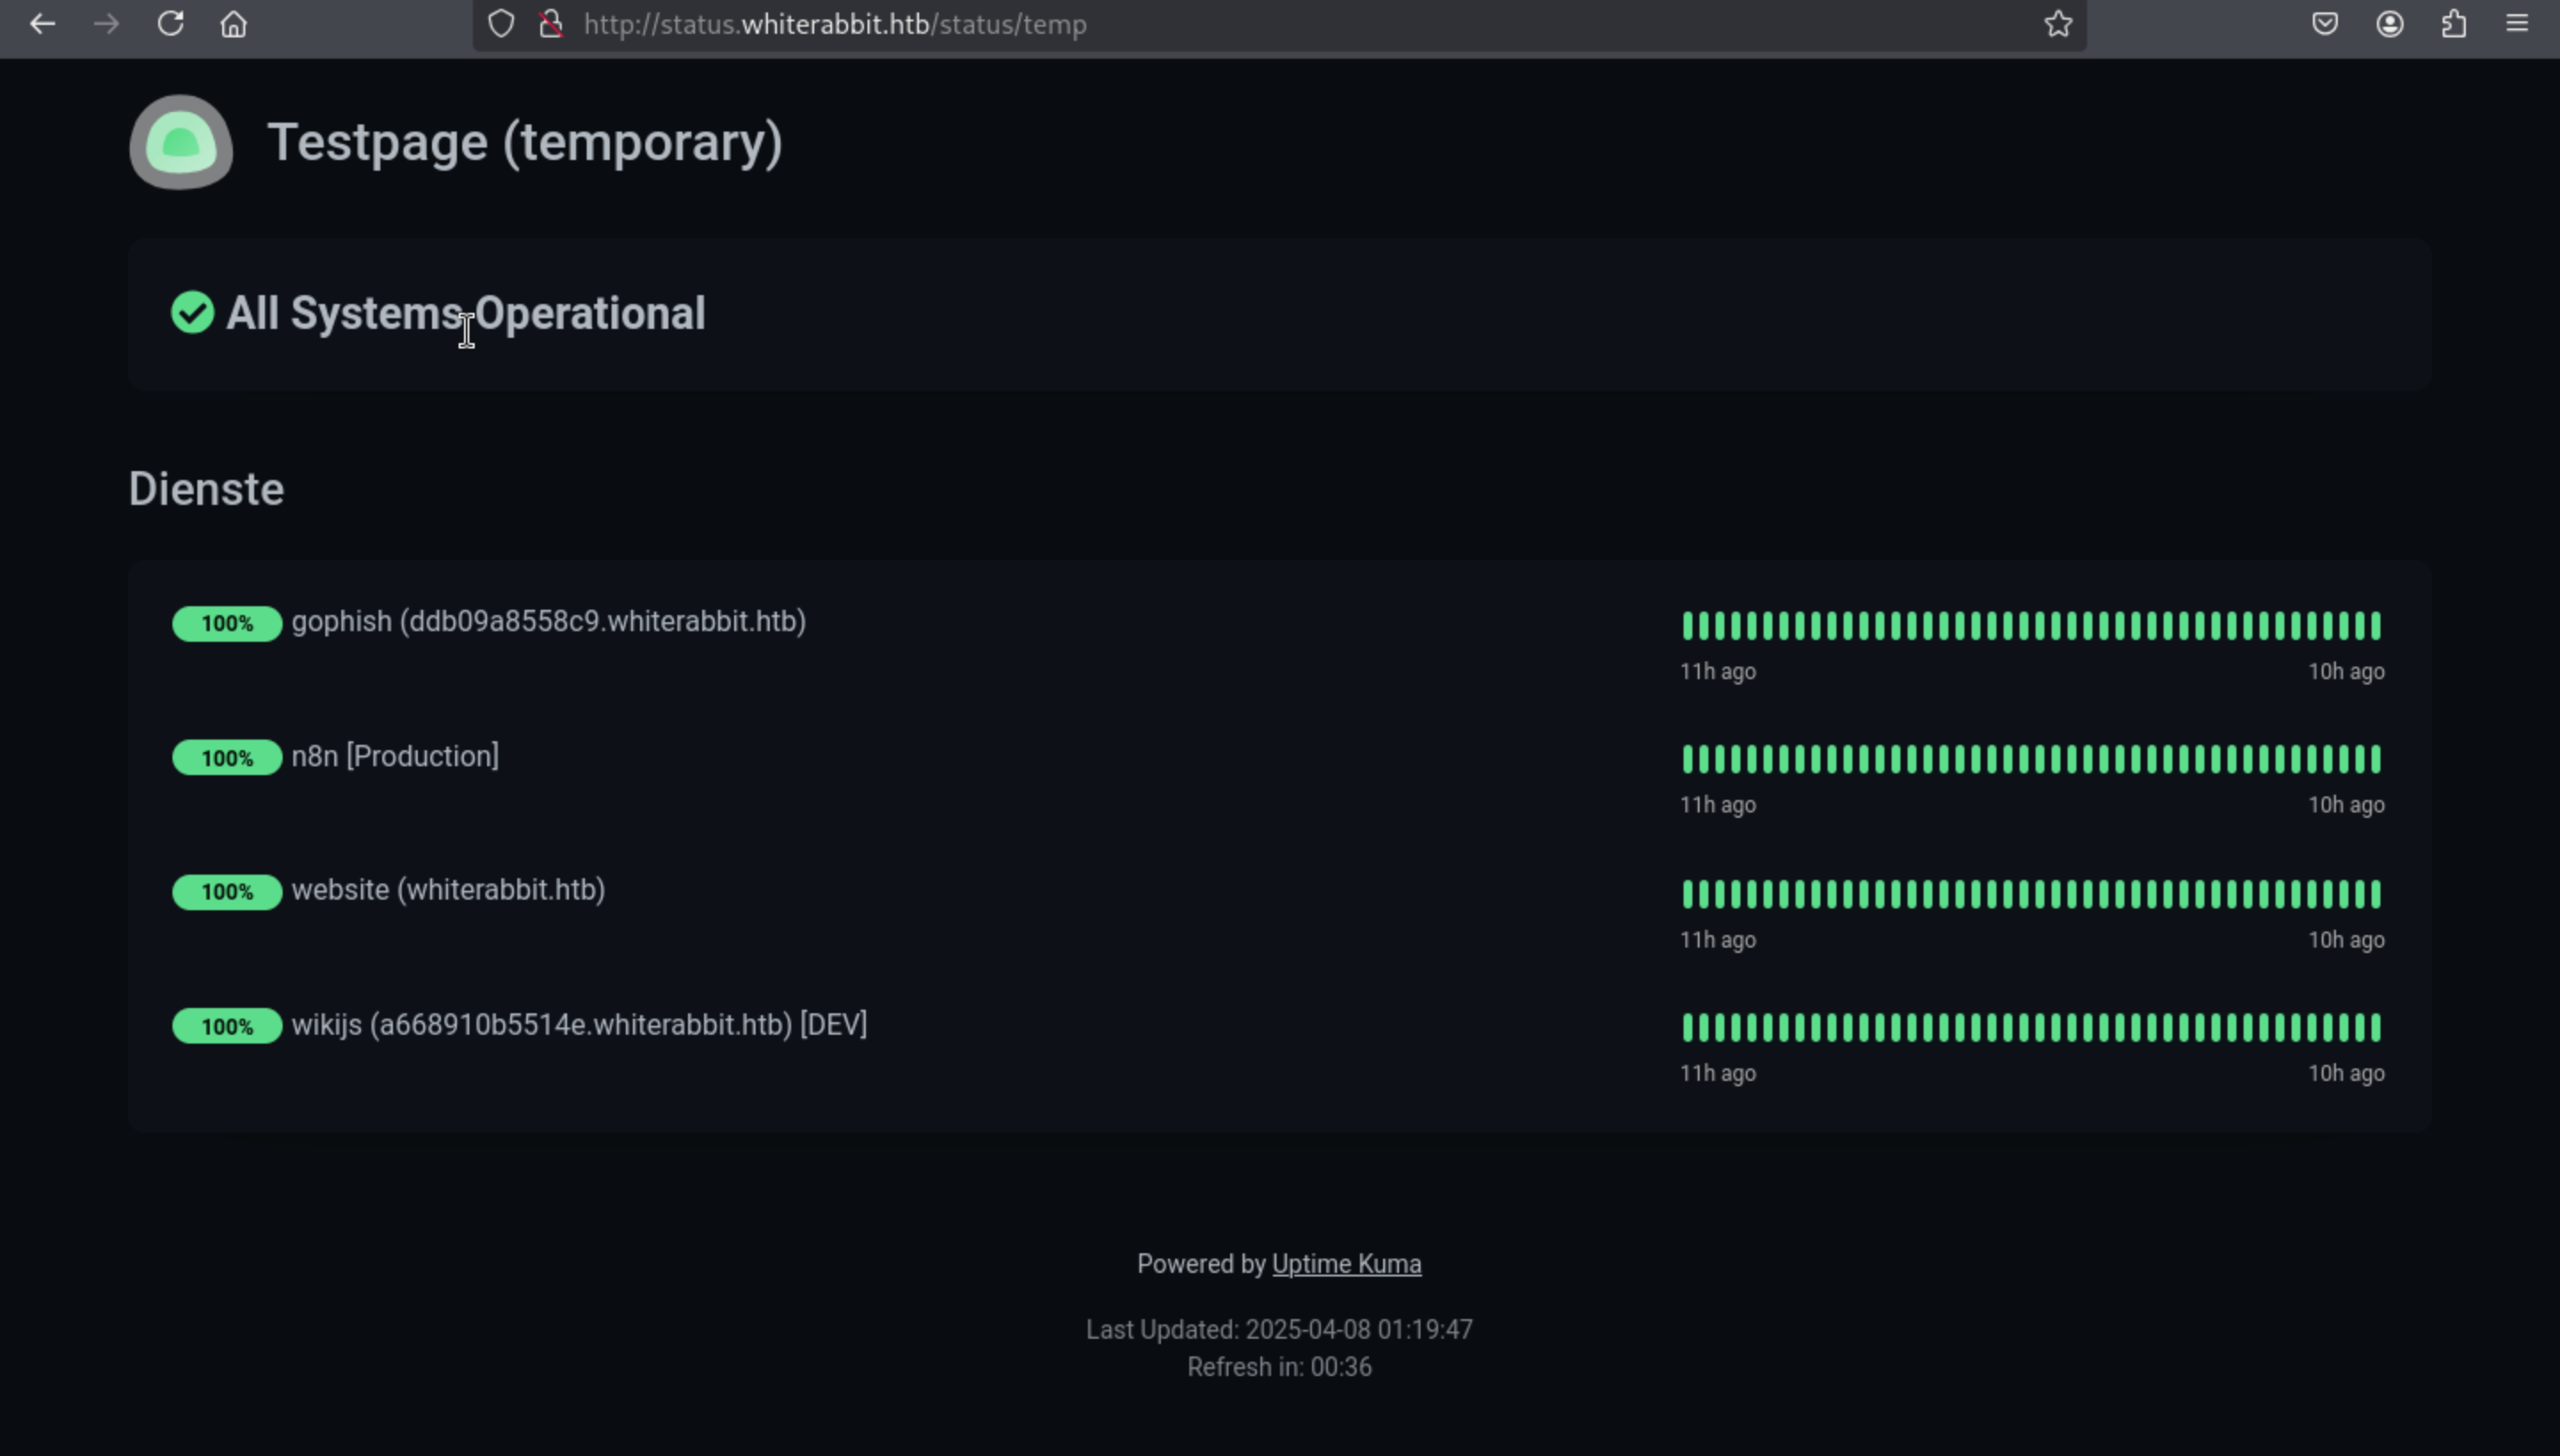 http://status.whiterabbit.htb/status/temp
Testpage (temporary)
All Systems Operational
Dienste
100% gophish (ddb09a8558c9.whiterabbit.htb)
11h ago 10h ago
100% n8n [Production]
11h ago 10h ago
100% website (whiterabbit.htb)
11h ago 10h ago
100% wikijs (a668910b5514e.whiterabbit.htb) [DEV]
11h ago 10h ago
Powered by Uptime Kuma
Last Updated: 2025-04-08 01:19:47
Refresh in: 00:36